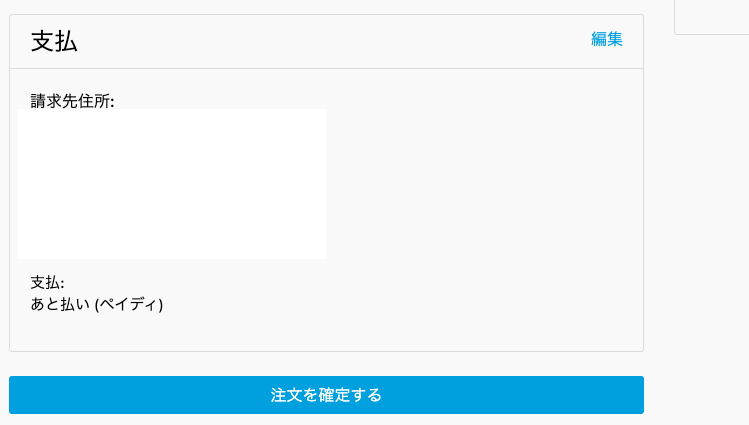 支払
編集
請求先住所:
支払:
あと払い (ペイディ)
注文を確定する